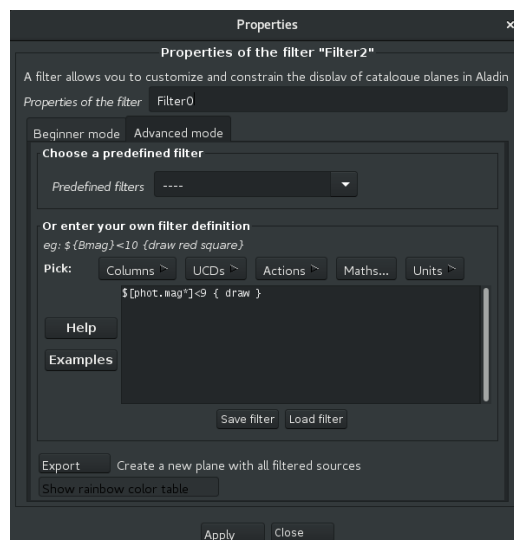 Properties ×
Properties of the filter "Filter2"
A filter allows you to customize and constrain the display of catalogue planes in Aladin
Properties of the filter Filter0
Beginner mode Advanced mode
Choose a predefined filter
Predefined filters ----
Or enter your own filter definition
eg: ${Bmag}<10 {draw red square}
Pick: Columns UCDs Actions Maths... Units
$[phot.mag*]<9 { draw }
Help
Examples
Save filter Load filter
Export Create a new plane with all filtered sources
Show rainbow color table
Apply Close